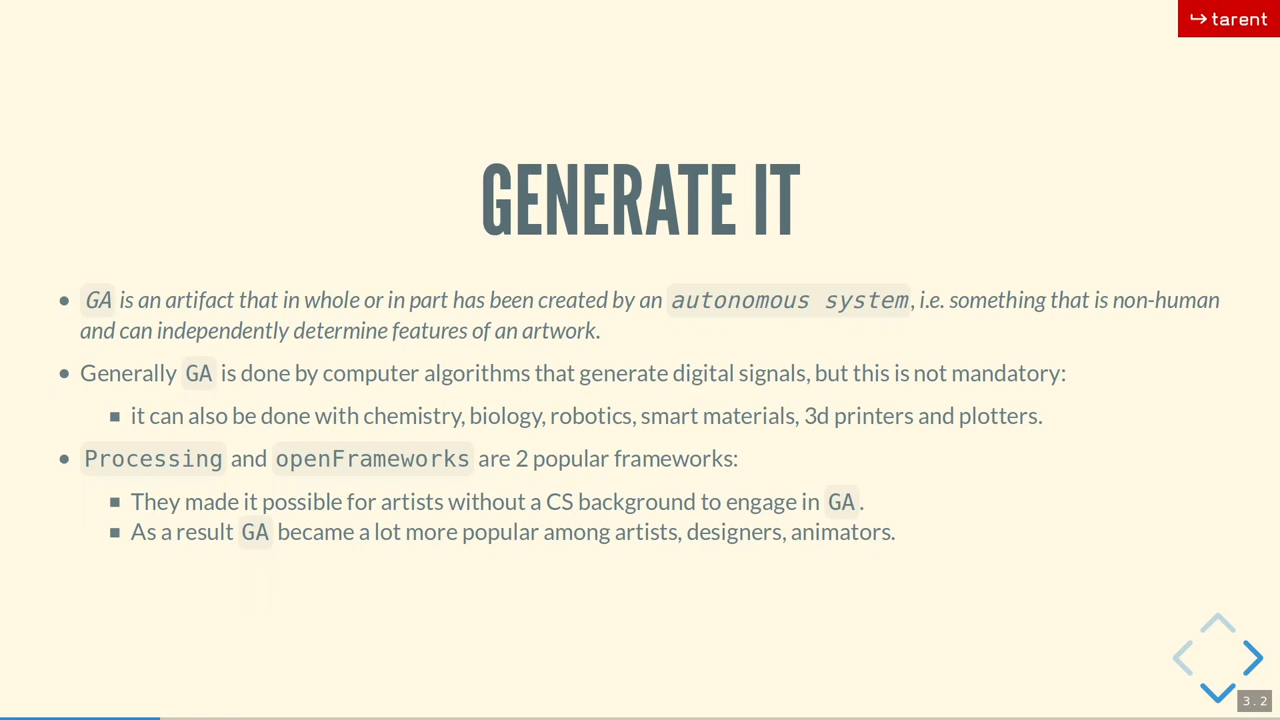 tarent
GENERATE IT
GA is an artifact that in whole or in part has been created by an autonomous system, i.e. something that is non-human
and can independently determine features of an artwork.
Generally GA is done by computer algorithms that generate digital signals, but this is not mandatory:
it can also be done with chemistry, biology, robotics, smart materials, 3d printers and plotters.
Processing and openFrameworks are 2 popular frameworks:
They made it possible for artists without a CS background to engage in GA.
As a result GA became a lot more popular among artists, designers, animators.
3.2